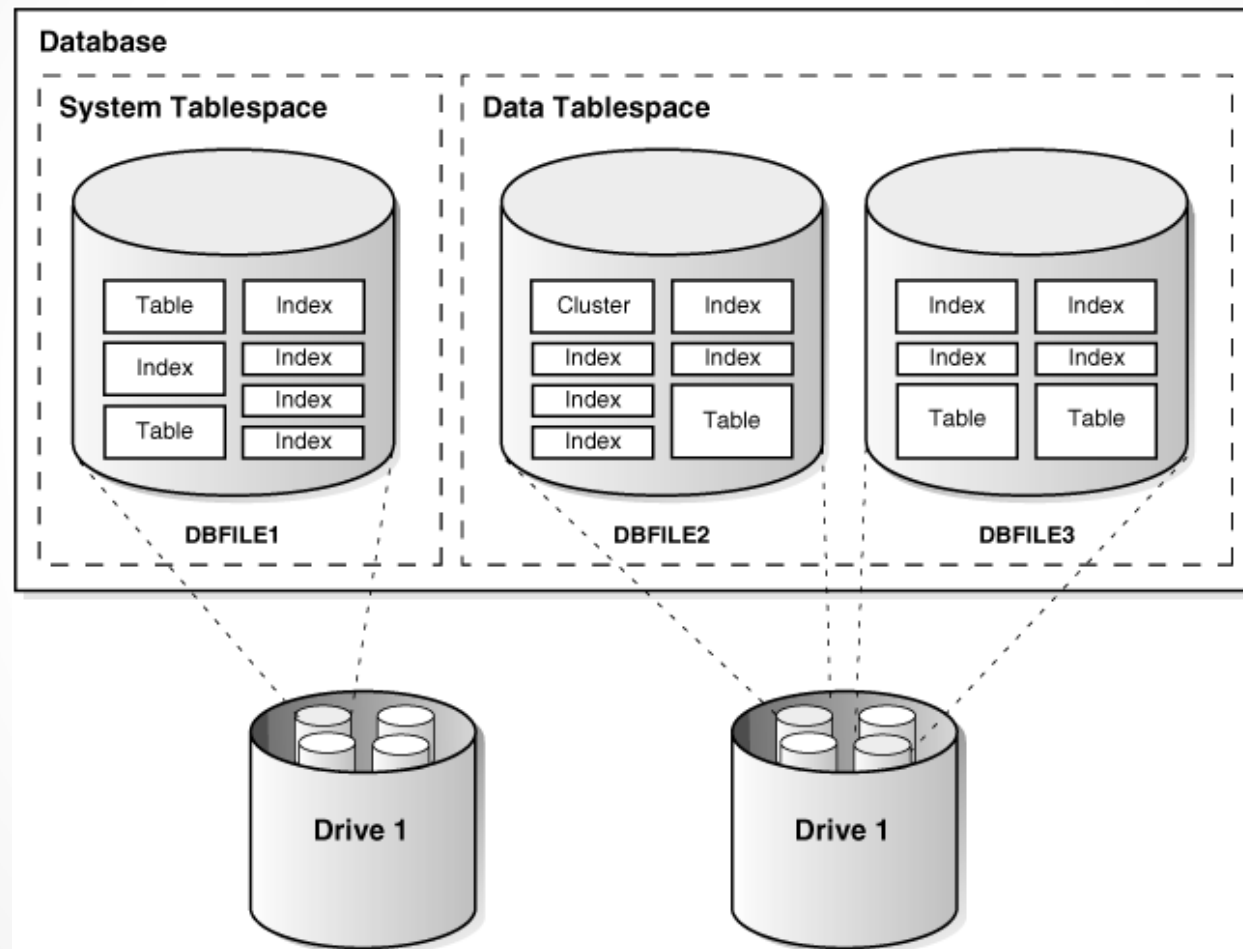 Database
System Tablespace
Table
Index
Table
Index
Index
Index
Index
DBFILE1
Data Tablespace
Cluster
Index
Index
Index
Index
Index
Table
DBFILE2
Index
Index
Table
Index
Index
Table
DBFILE3
Drive 1
Drive 1